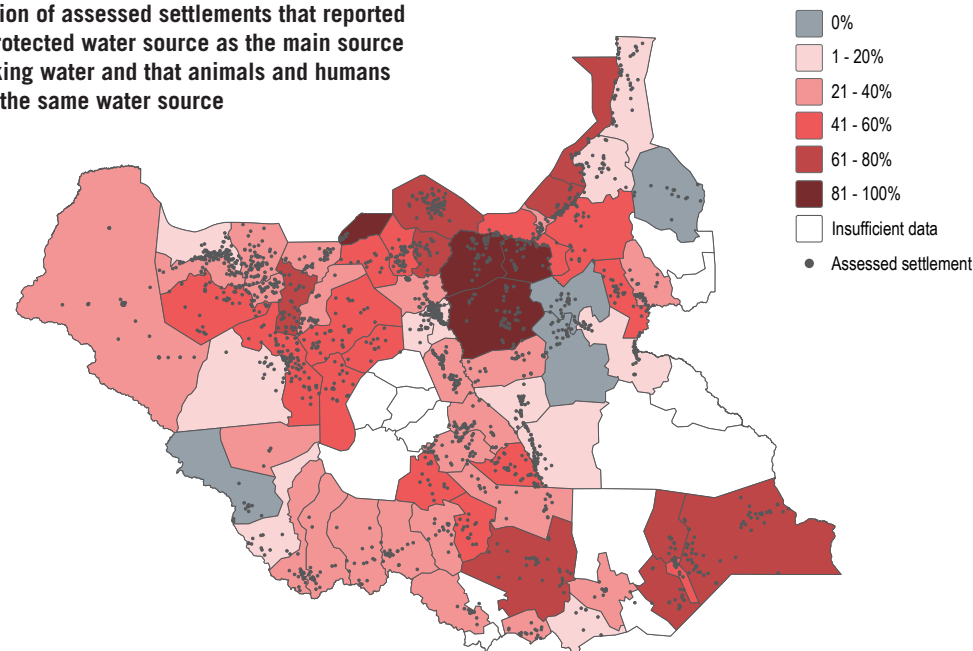 ion of assessed settlements that reported
rotected water source as the main source
king water and that animals and humans
the same water source
0%
1 - 20%
21 - 40%
41 - 60%
61 - 80%
81 - 100%
Insufficient data
Assessed settlement